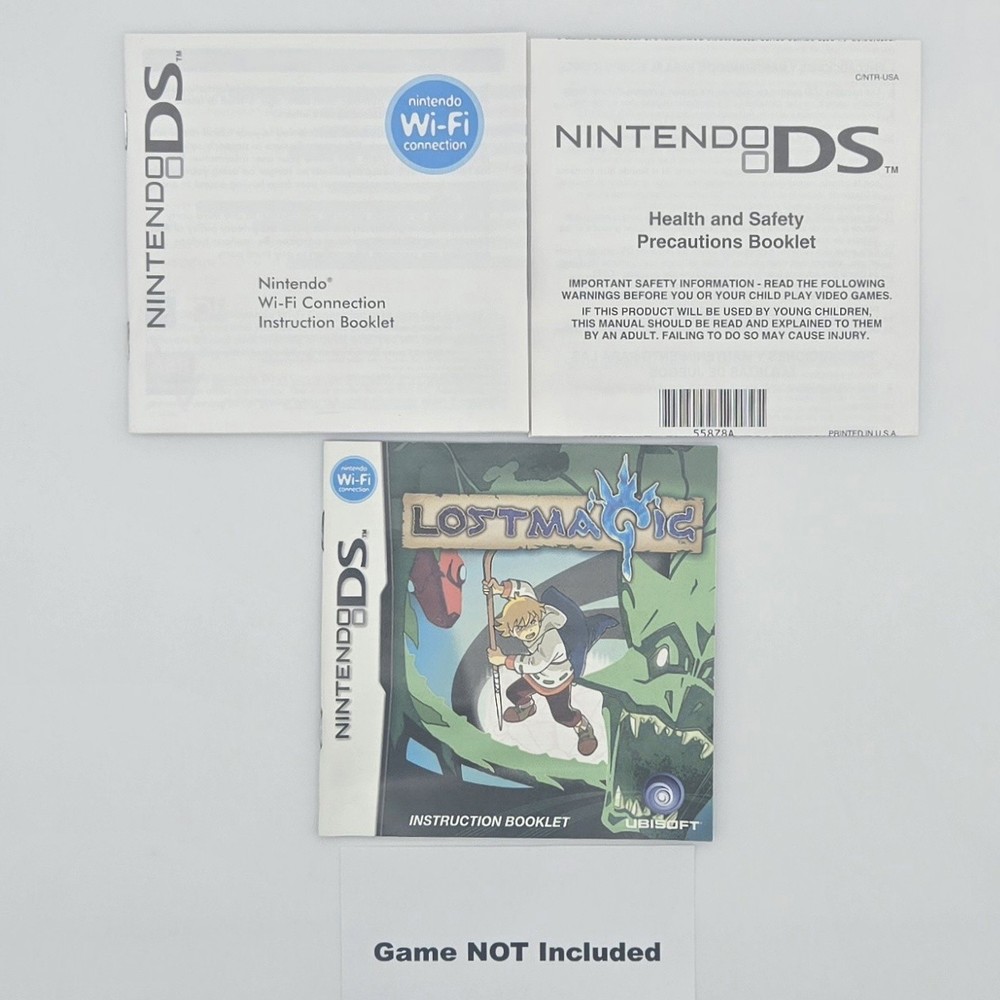 NINTENDO DS™
nintendo
Wi-Fi
connection
Nintendo®
Wi-Fi Connection
Instruction Booklet
C/NTR-USA
NINTENDO DS™
Health and Safety
Precautions Booklet
IMPORTANT SAFETY INFORMATION - READ THE FOLLOWING
WARNINGS BEFORE YOU OR YOUR CHILD PLAY VIDEO GAMES.
IF THIS PRODUCT WILL BE USED BY YOUNG CHILDREN,
THIS MANUAL SHOULD BE READ AND EXPLAINED TO THEM
BY AN ADULT. FAILING TO DO SO MAY CAUSE INJURY.
55878A
PRINTED IN U.S.A.
nintendo
Wi-Fi
connection
NINTENDO DS™
LOSTMAGIC
INSTRUCTION BOOKLET
UBISOFT
Game NOT Included